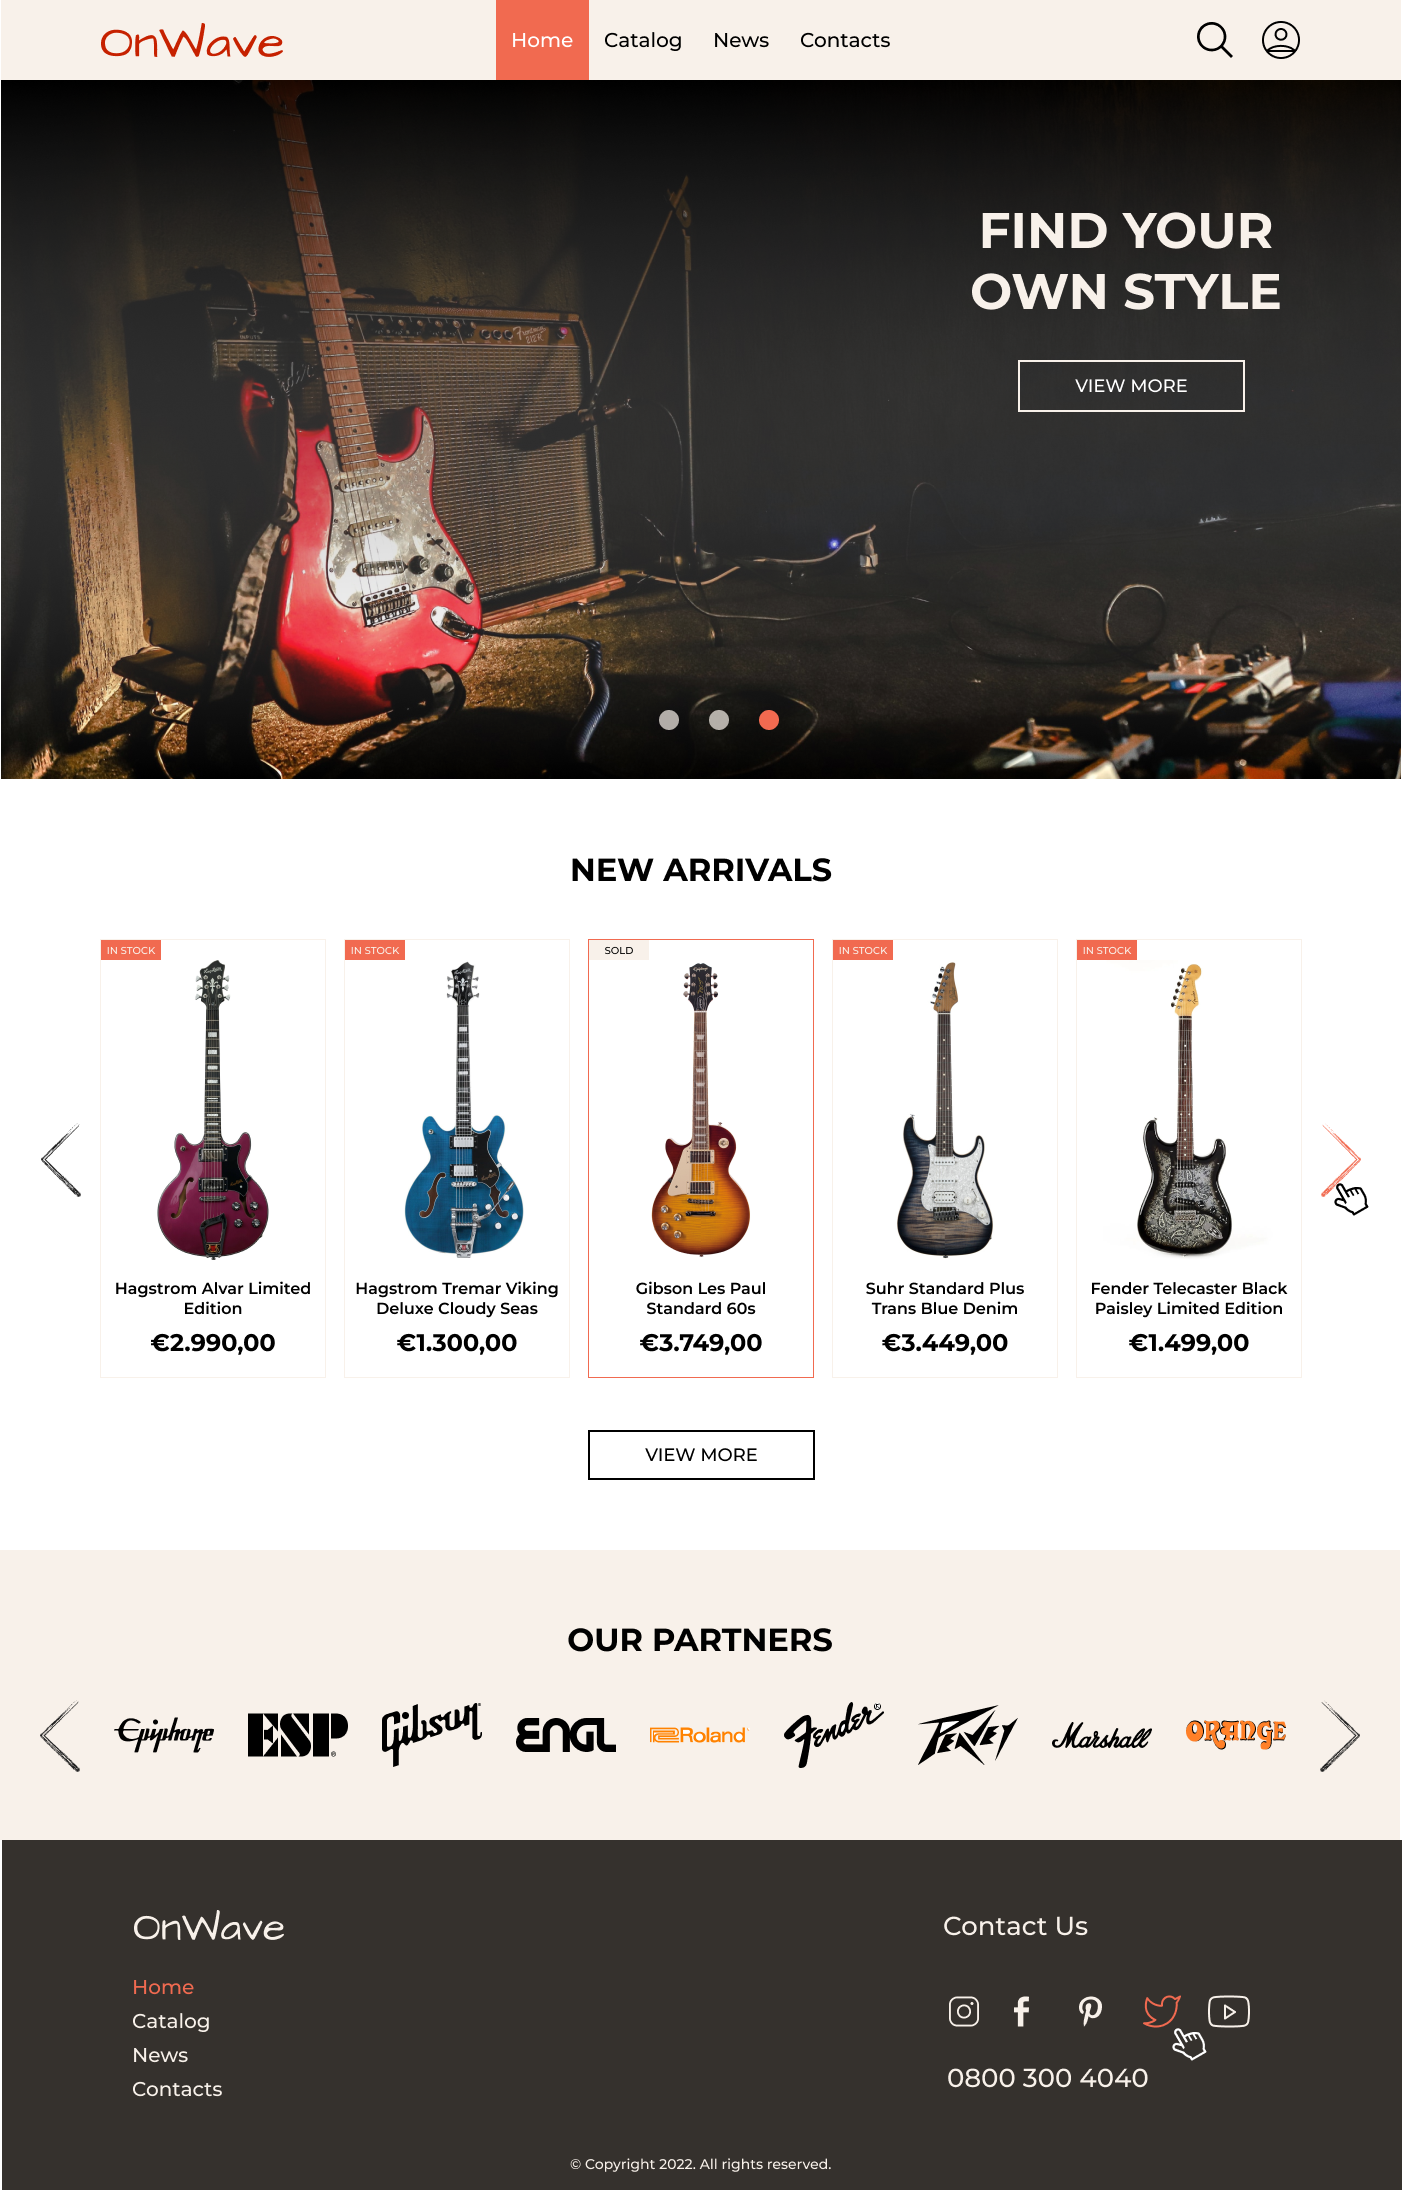 OnWave
Home Catalog News Contacts
FIND YOUR
OWN STYLE
VIEW MORE
INPUTS
Fender
NEW ARRIVALS
IN STOCK
Hagstrom Alvar Limited
Edition
€2.990,00
IN STOCK
Hagstrom Tremar Viking
Deluxe Cloudy Seas
€1.300,00
SOLD
Gibson Les Paul
Standard 60s
€3.749,00
IN STOCK
Suhr Standard Plus
Trans Blue Denim
€3.449,00
IN STOCK
Fender Telecaster Black
Paisley Limited Edition
€1.499,00
VIEW MORE
OUR PARTNERS
Epiphone ESP® Gibson ENGL Roland Fender® PEAVEY Marshall ORANGE
OnWave
Home
Catalog
News
Contacts
Contact Us
0800 300 4040
© Copyright 2022. All rights reserved.